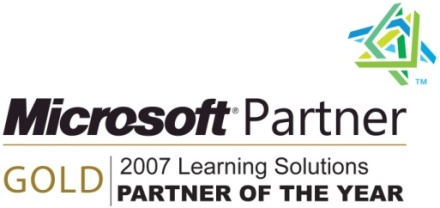 ™
Microsoft® Partner
GOLD
2007 Learning Solutions
PARTNER OF THE YEAR